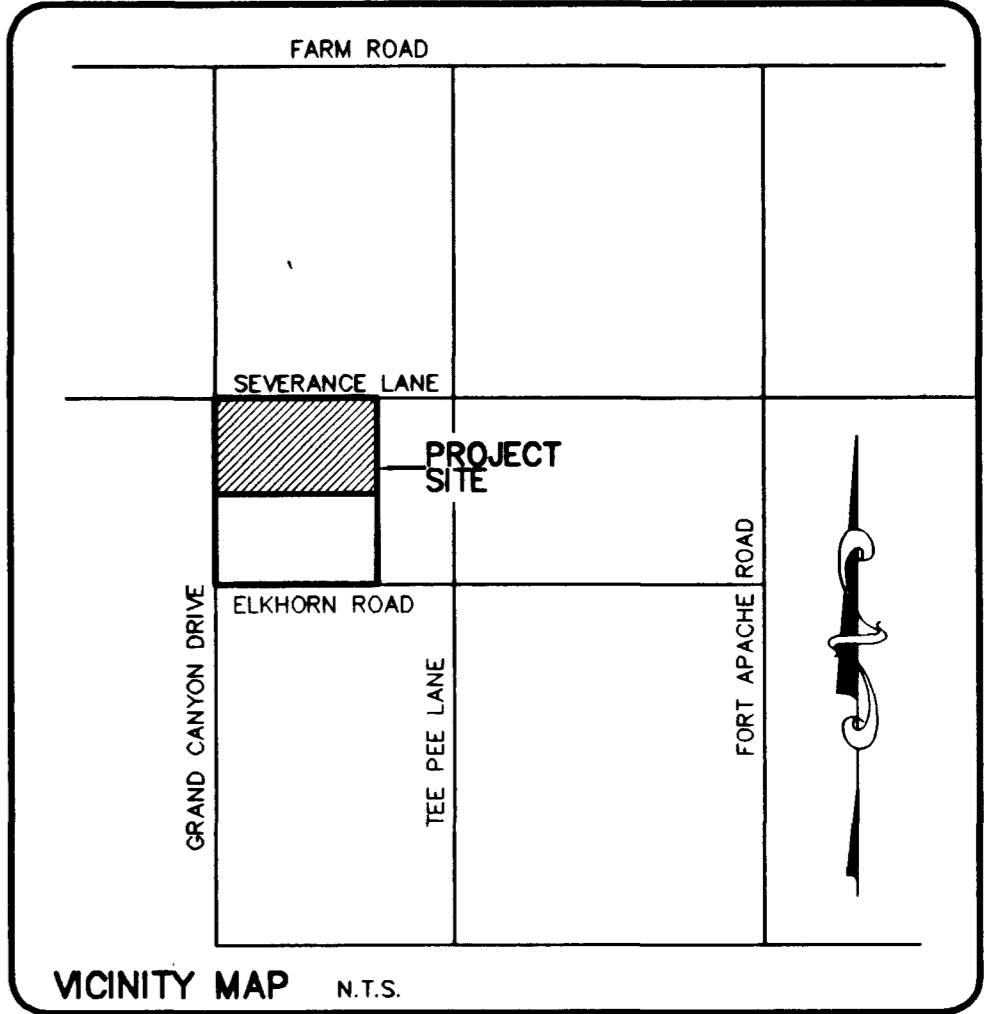 FARM ROAD
SEVERANCE LANE
PROJECT
SITE
ELKHORN ROAD
GRAND CANYON DRIVE
TEE PEE LANE
FORT APACHE ROAD
VICINITY MAP N.T.S.